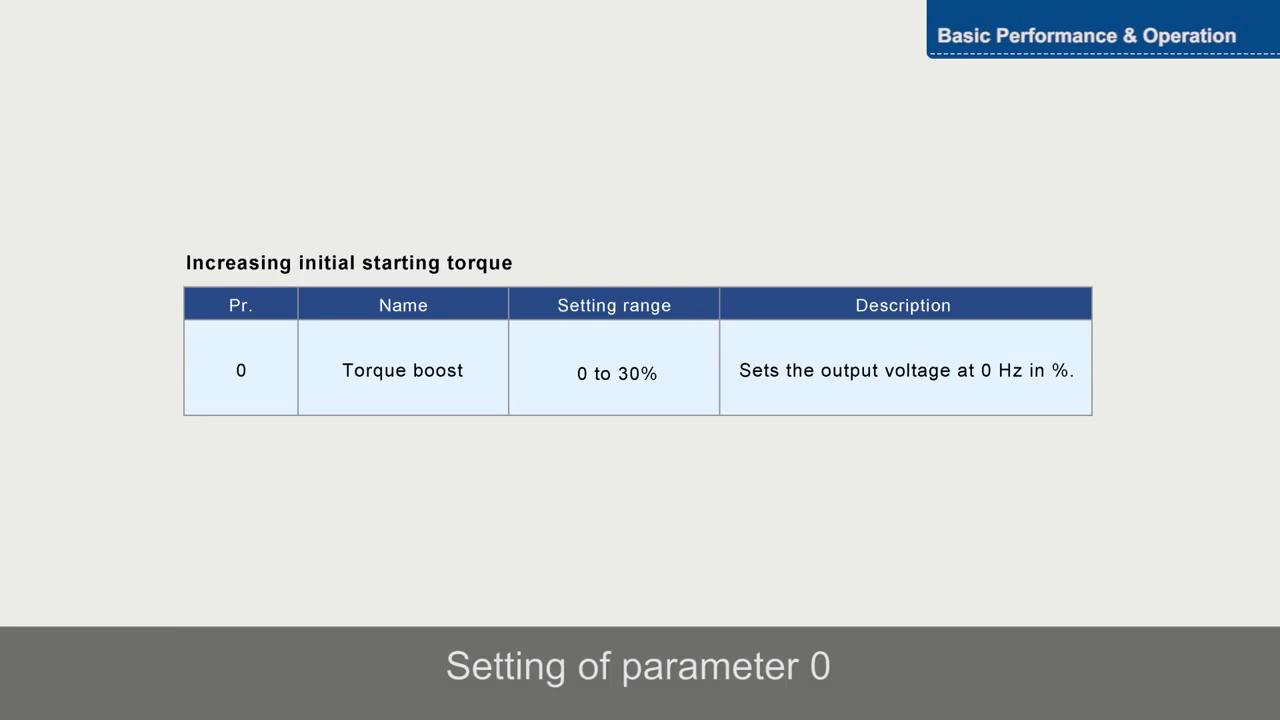 Basic Performance & Operation
Increasing initial starting torque
Pr. Name Setting range Description
0 Torque boost 0 to 30% Sets the output voltage at 0 Hz in %.
Setting of parameter 0